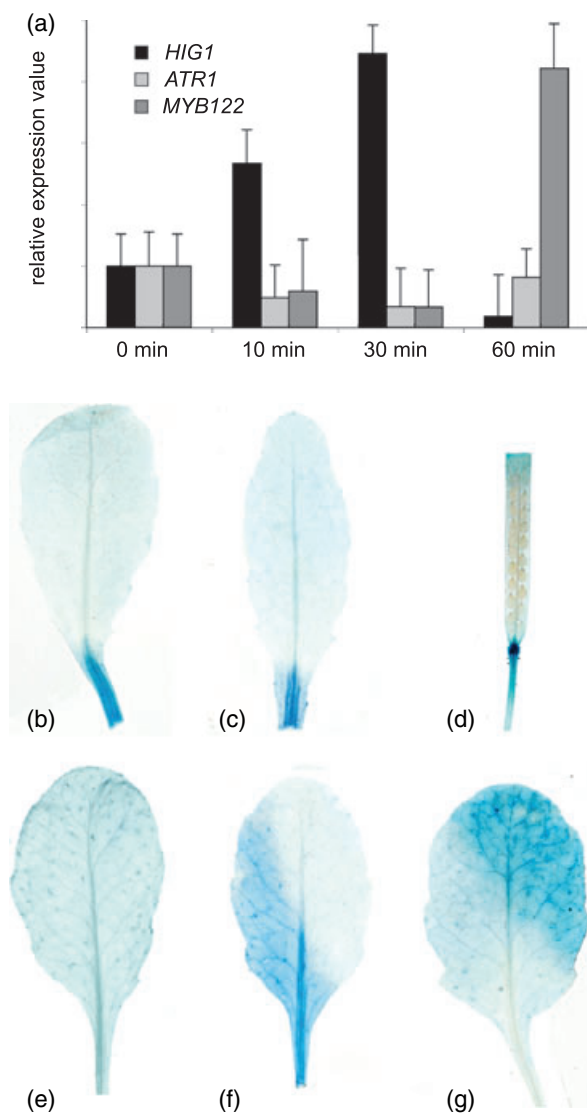 (a)
relative expression value
HIG1
ATR1
MYB122
0 min 10 min 30 min 60 min
(b) (c) (d)
(e) (f) (g)